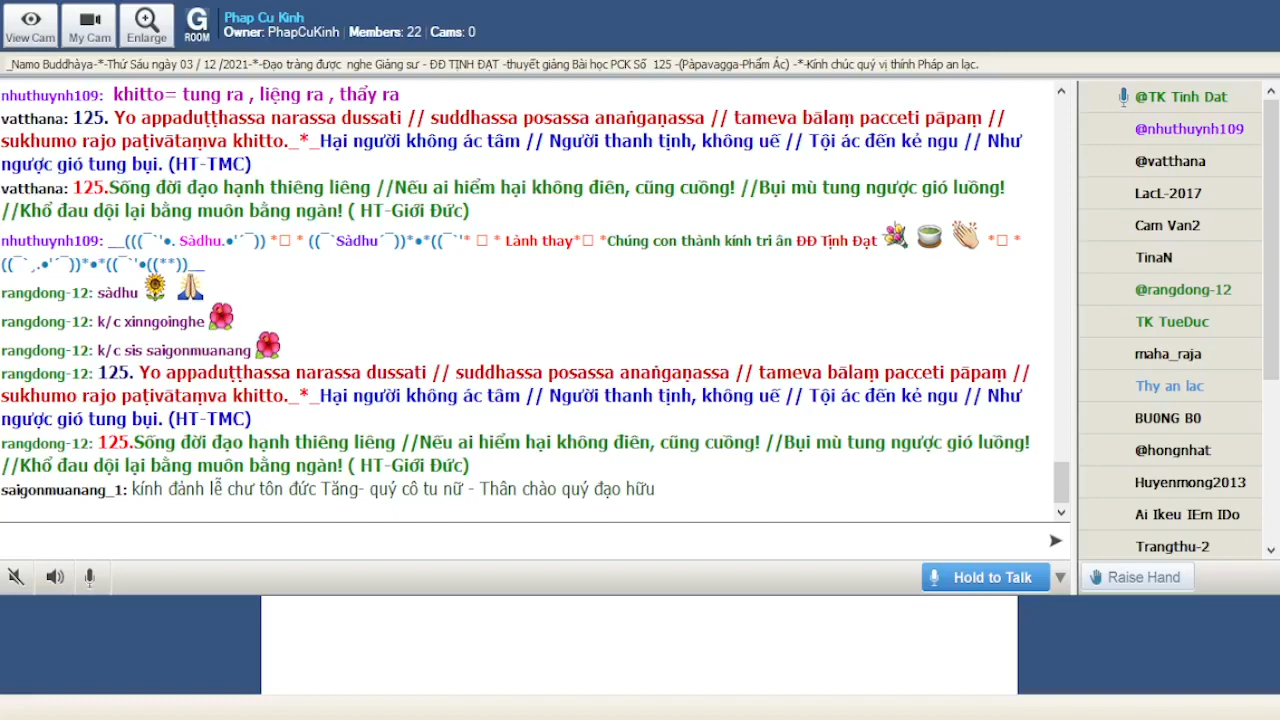 View Cam
My Cam
Enlarge
G
ROOM
Phap Cu Kinh
Owner: PhapCuKinh | Members: 22 | Cams: 0
_Namo Buddhàya-*-Thứ Sáu ngày 03 / 12 /2021-*-Đạo tràng được nghe Giảng sư - ĐĐ TỊNH ĐẠT -thuyết giảng Bài học PCK Số 125 -(Pàpavagga-Phẩm Ác) -*-Kính chúc quý vị thính Pháp an lạc.
nhuthuynh109: khitto= tung ra , liệng ra , thẩy ra
vatthana: 125. Yo appaduṭṭhassa narassa dussati // suddhassa posassa anaṅgaṇassa // tameva bālaṃ pacceti pāpaṃ //
sukhumo rajo paṭivātaṃva khitto._*_Hại người không ác tâm // Người thanh tịnh, không uế // Tội ác đến kẻ ngu // Như
ngược gió tung bụi. (HT-TMC)
vatthana: 125.Sống đời đạo hạnh thiêng liêng //Nếu ai hiểm hại không điên, cũng cuồng! //Bụi mù tung ngược gió luồng!
//Khổ đau dội lại bằng muôn bằng ngàn! ( HT-Giới Đức)
nhuthuynh109: __(((¯`'•. Sàdhu.•'´¯)) *▯ * ((¯`Sàdhu´¯))*•*((¯`'* ▯ * Lành thay*▯ *Chúng con thành kính tri ân ĐĐ Tịnh Đạt *▯ *
((¯`¸.•'´¯))*•*((¯`'•((**))__
rangdong-12: sàdhu
rangdong-12: k/c xinngoinghe
rangdong-12: k/c sis saigonmuanang
rangdong-12: 125. Yo appaduṭṭhassa narassa dussati // suddhassa posassa anaṅgaṇassa // tameva bālaṃ pacceti pāpaṃ //
sukhumo rajo paṭivātaṃva khitto._*_Hại người không ác tâm // Người thanh tịnh, không uế // Tội ác đến kẻ ngu // Như
ngược gió tung bụi. (HT-TMC)
rangdong-12: 125.Sống đời đạo hạnh thiêng liêng //Nếu ai hiểm hại không điên, cũng cuồng! //Bụi mù tung ngược gió luồng!
//Khổ đau dội lại bằng muôn bằng ngàn! ( HT-Giới Đức)
saigonmuanang_1: kính đảnh lễ chư tôn đức Tăng- quý cô tu nữ - Thân chào quý đạo hữu
@TK Tinh Dat
@nhuthuynh109
@vatthana
LacL-2017
Cam Van2
TinaN
@rangdong-12
TK TueDuc
maha_raja
Thy an lac
BU0NG B0
@hongnhat
Huyenmong2013
Ai Ikeu IEm IDo
Trangthu-2
Hold to Talk
Raise Hand